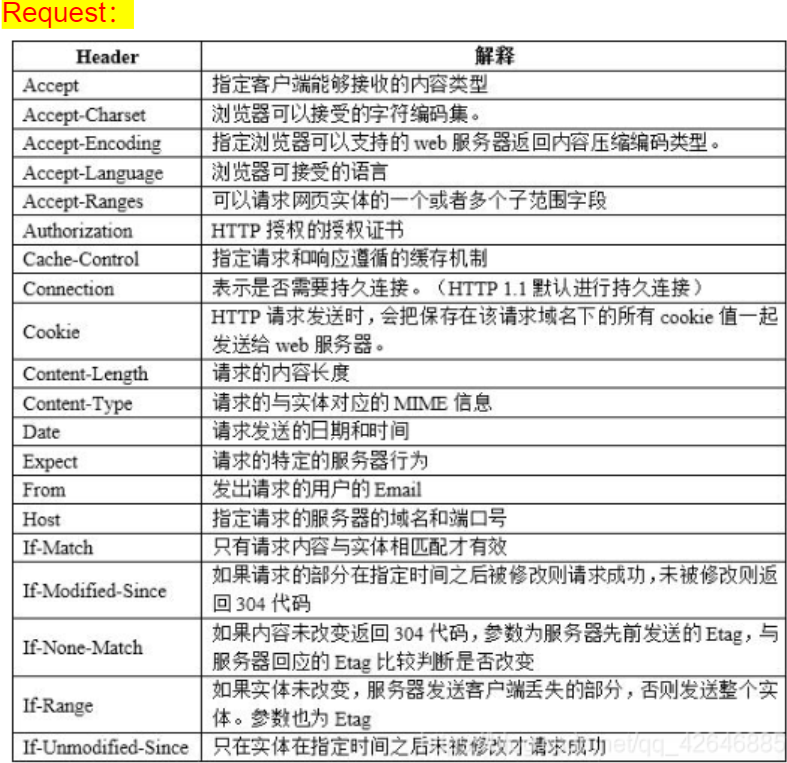 Request：
Header 解释
Accept 指定客户端能够接收的内容类型
Accept-Charset 浏览器可以接受的字符编码集。
Accept-Encoding 指定浏览器可以支持的 web 服务器返回内容压缩编码类型。
Accept-Language 浏览器可接受的语言
Accept-Ranges 可以请求网页实体的一个或者多个子范围字段
Authorization HTTP 授权的授权证书
Cache-Control 指定请求和响应遵循的缓存机制
Connection 表示是否需要持久连接。（HTTP 1.1 默认进行持久连接）
Cookie HTTP 请求发送时，会把保存在该请求域名下的所有 cookie 值一起
发送给 web 服务器。
Content-Length 请求的内容长度
Content-Type 请求的与实体对应的 MIME 信息
Date 请求发送的日期和时间
Expect 请求的特定的服务器行为
From 发出请求的用户的 Email
Host 指定请求的服务器的域名和端口号
If-Match 只有请求内容与实体相匹配才有效
If-Modified-Since 如果请求的部分在指定时间之后被修改则请求成功，未被修改则返
回 304 代码
If-None-Match 如果内容未改变返回 304 代码，参数为服务器先前发送的 Etag，与
服务器回应的 Etag 比较判断是否改变
If-Range 如果实体未改变，服务器发送客户端丢失的部分，否则发送整个实
体。参数也为 Etag
If-Unmodified-Since 只在实体在指定时间之后未被修改才请求成功
net/qq_42646885